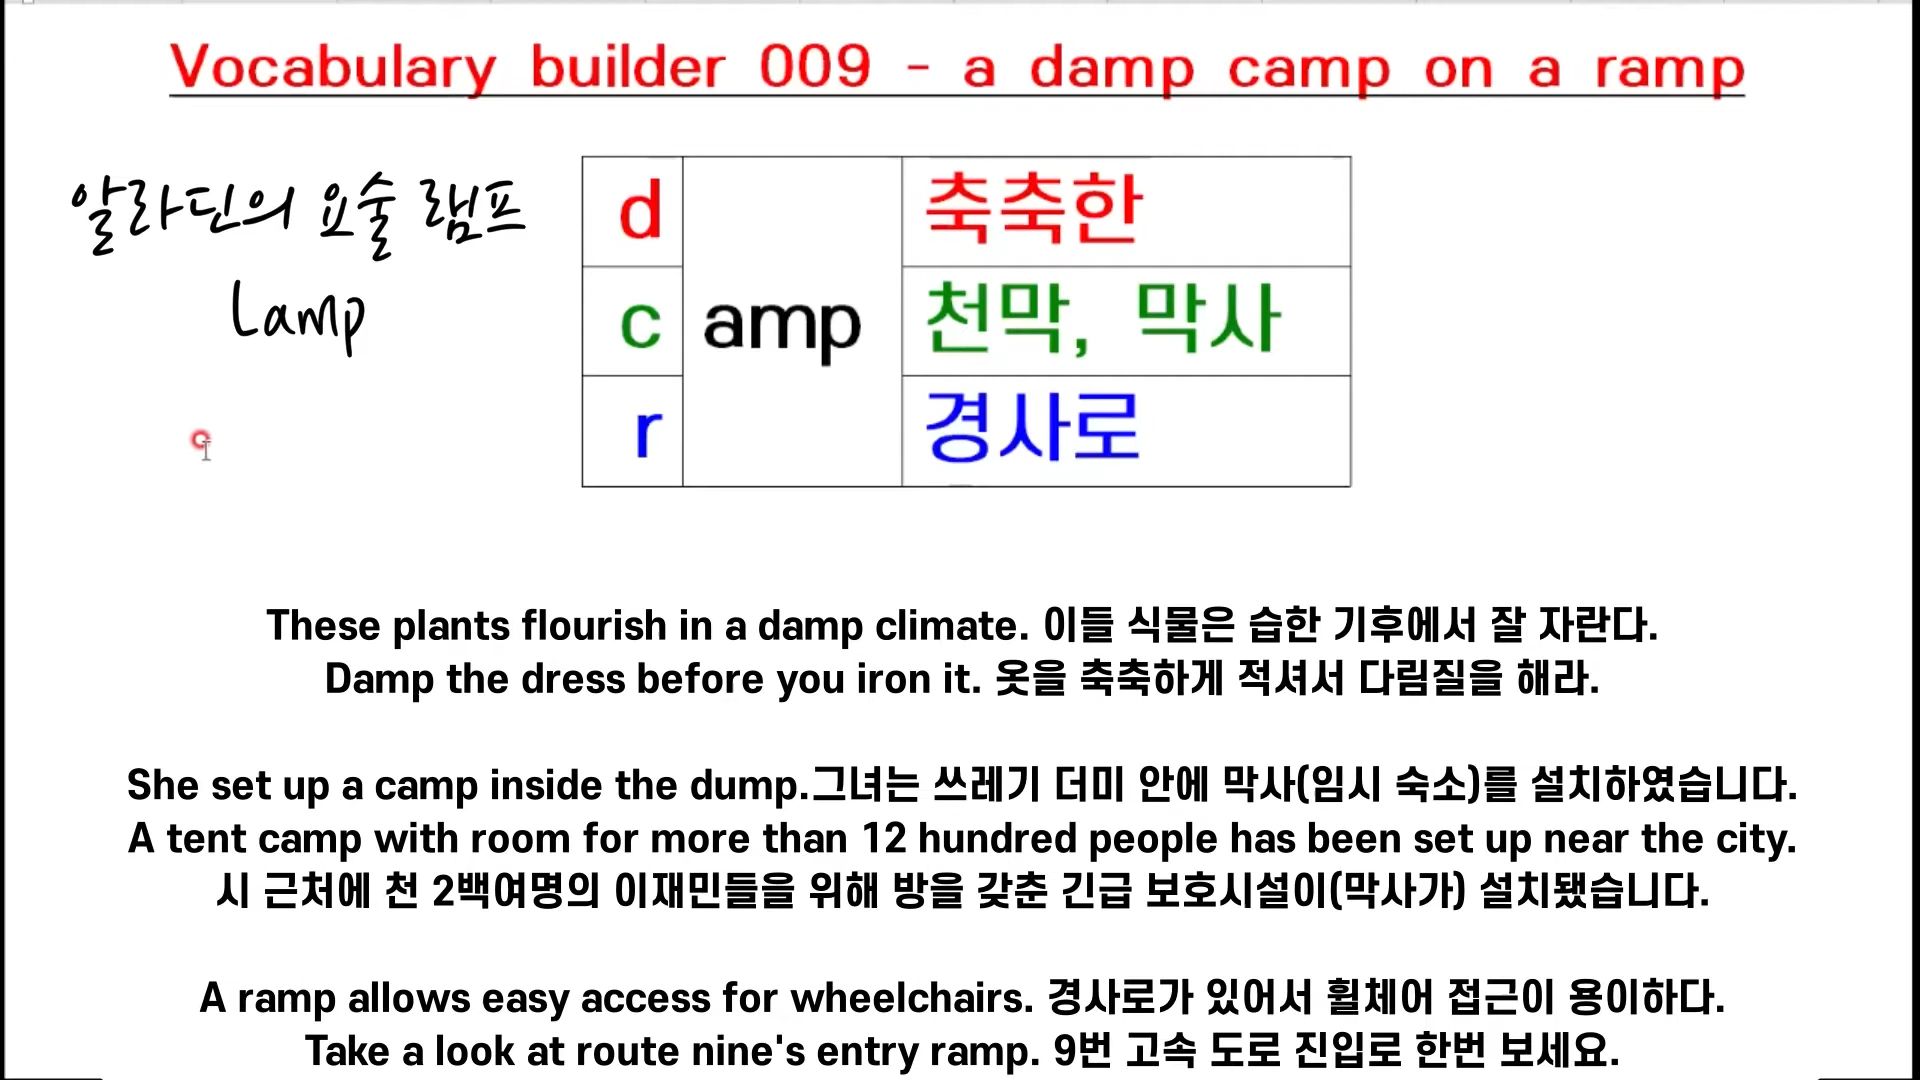 Vocabulary builder 009 - a damp camp on a ramp
알라딘의 요술 램프
Lamp
d 축축한
c amp 천막, 막사
r 경사로
These plants flourish in a damp climate. 이들 식물은 습한 기후에서 잘 자란다.
Damp the dress before you iron it. 옷을 축축하게 적셔서 다림질을 해라.
She set up a camp inside the dump.그녀는 쓰레기 더미 안에 막사(임시 숙소)를 설치하였습니다.
A tent camp with room for more than 12 hundred people has been set up near the city.
시 근처에 천 2백여명의 이재민들을 위해 방을 갖춘 긴급 보호시설이(막사가) 설치됐습니다.
A ramp allows easy access for wheelchairs. 경사로가 있어서 휠체어 접근이 용이하다.
Take a look at route nine's entry ramp. 9번 고속 도로 진입로 한번 보세요.